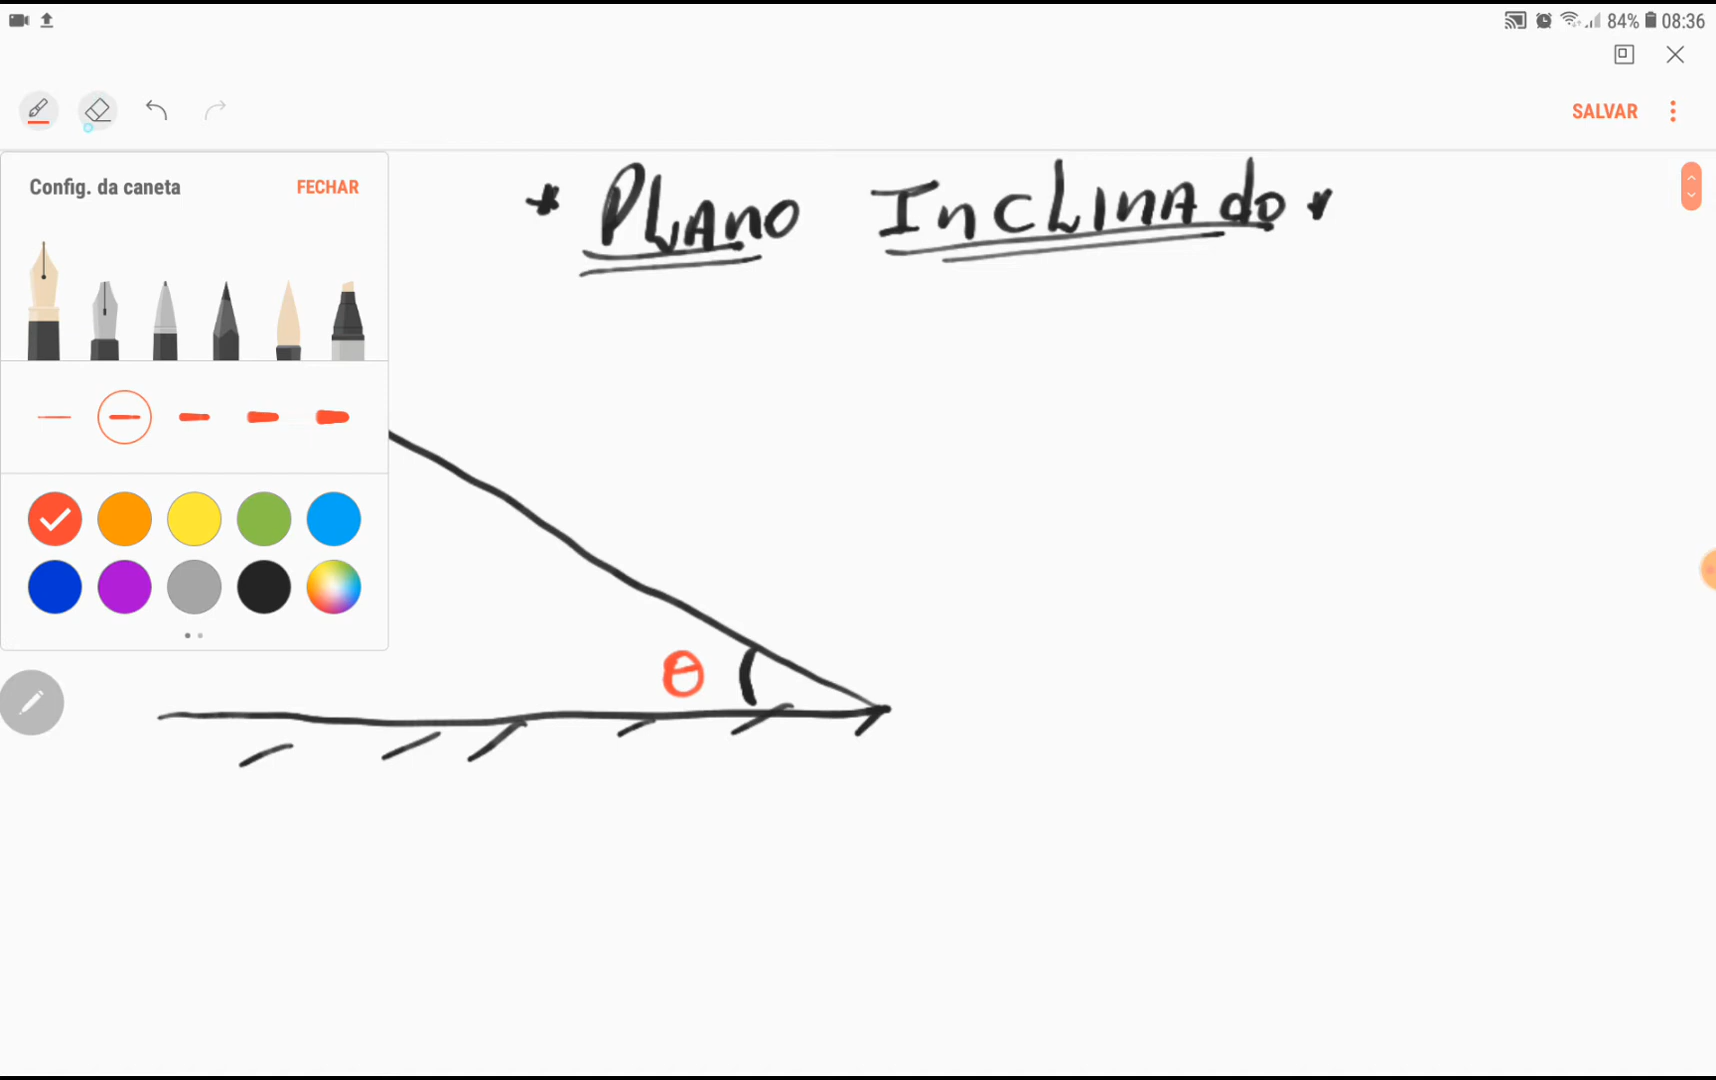 84% 08:36
SALVAR
Config. da caneta FECHAR
* PLANO INCLINADO *
θ